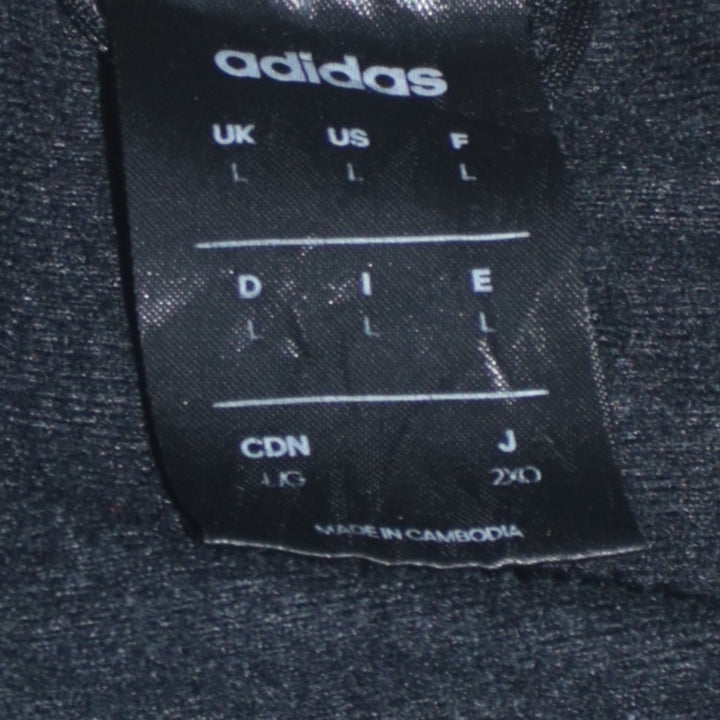 adidas
UK US F
L L L
D I E
L L L
CDN J
L/G 2XO
MADE IN CAMBODIA